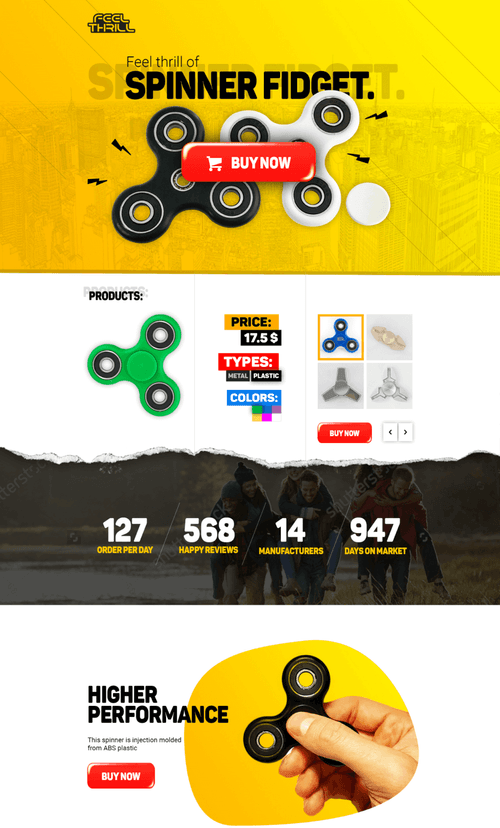 FEEL
THRILL
Feel thrill of
SPINNER FIDGET.
BUY NOW
PRODUCTS:
PRICE:
17.5 $
TYPES:
METAL PLASTIC
COLORS:
BUY NOW
127 568 14 947
ORDER PER DAY HAPPY REVIEWS MANUFACTURERS DAYS ON MARKET
HIGHER
PERFORMANCE
This spinner is injection molded
from ABS plastic
BUY NOW